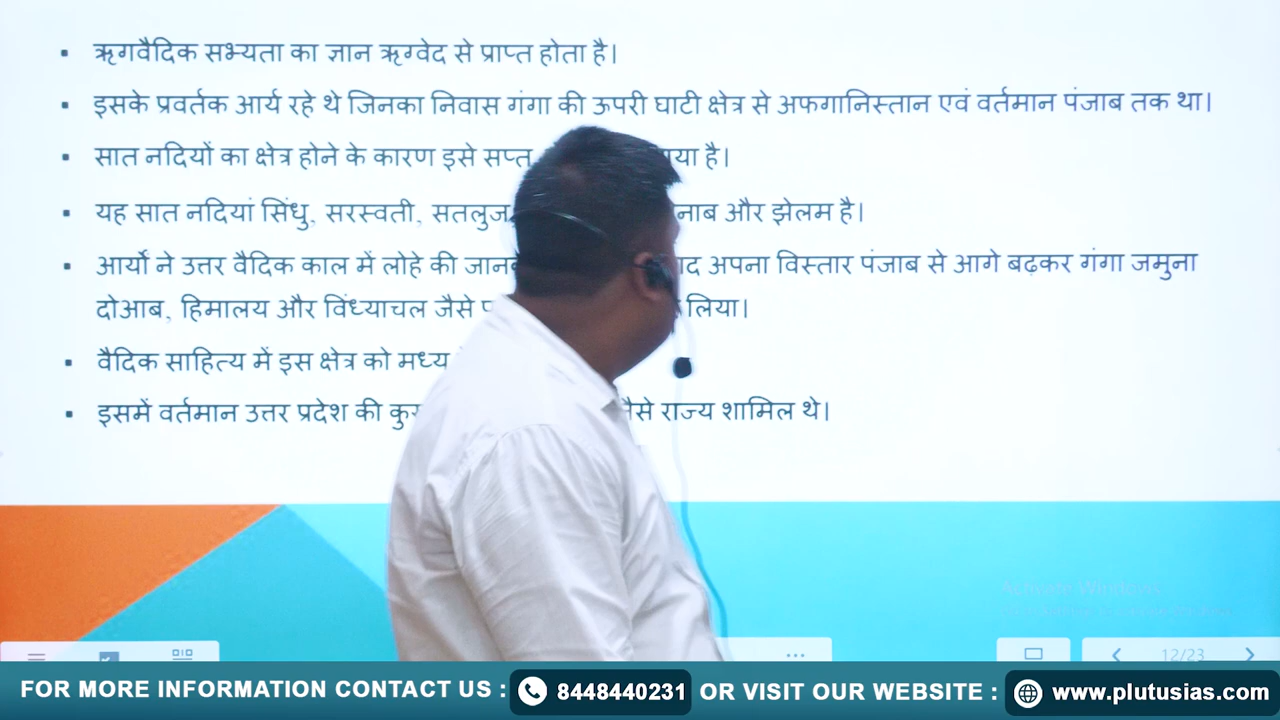 ऋगवैदिक सभ्यता का ज्ञान ऋग्वेद से प्राप्त होता है।
इसके प्रवर्तक आर्य रहे थे जिनका निवास गंगा की ऊपरी घाटी क्षेत्र से अफगानिस्तान एवं वर्तमान पंजाब तक था।
सात नदियों का क्षेत्र होने के कारण इसे सप्त है।
यह सात नदियां सिंधु, सरस्वती, सतलुज और झेलम है।
आर्यो ने उत्तर वैदिक काल में लोहे की अपना विस्तार पंजाब से आगे बढ़कर गंगा जमुना
दोआब, हिमालय और विंध्याचल जैसे लिया।
वैदिक साहित्य में इस क्षेत्र को मध्य
इसमें वर्तमान उत्तर प्रदेश की राज्य शामिल थे।
Activate Windows
12/23
FOR MORE INFORMATION CONTACT US : 8448440231 OR VISIT OUR WEBSITE : www.plutusias.com